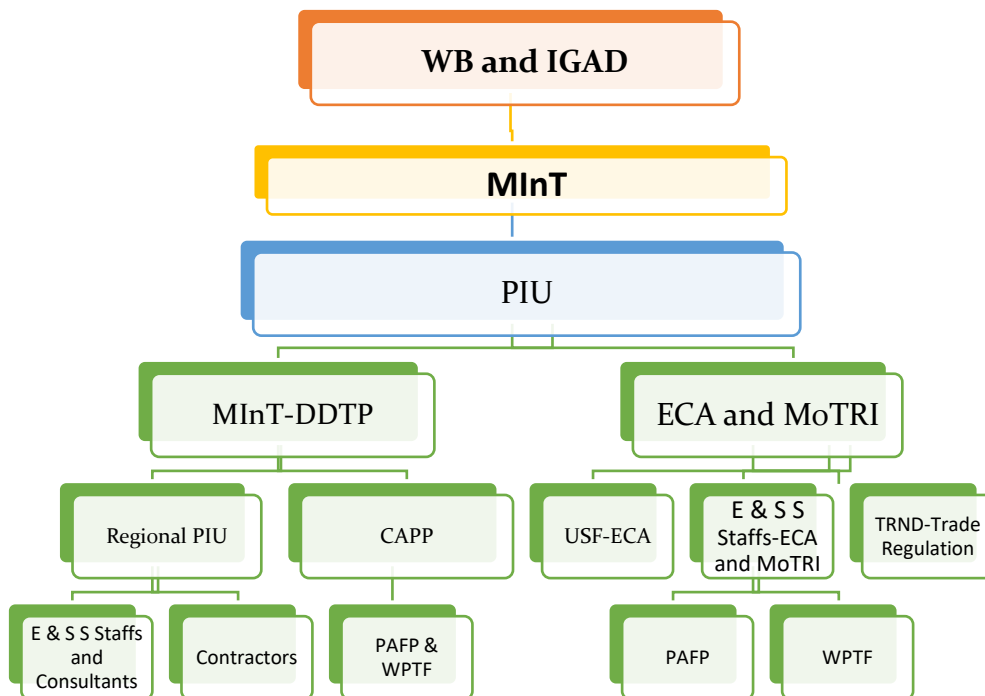 WB and IGAD
MInT
PIU
MInT-DDTP
ECA and MoTRI
Regional PIU
CAPP
USF-ECA
E & S S
Staffs-ECA
and MoTRI
TRND-Trade
Regulation
E & S S Staffs
and
Consultants
Contractors
PAFP &
WPTF
PAFP
WPTF